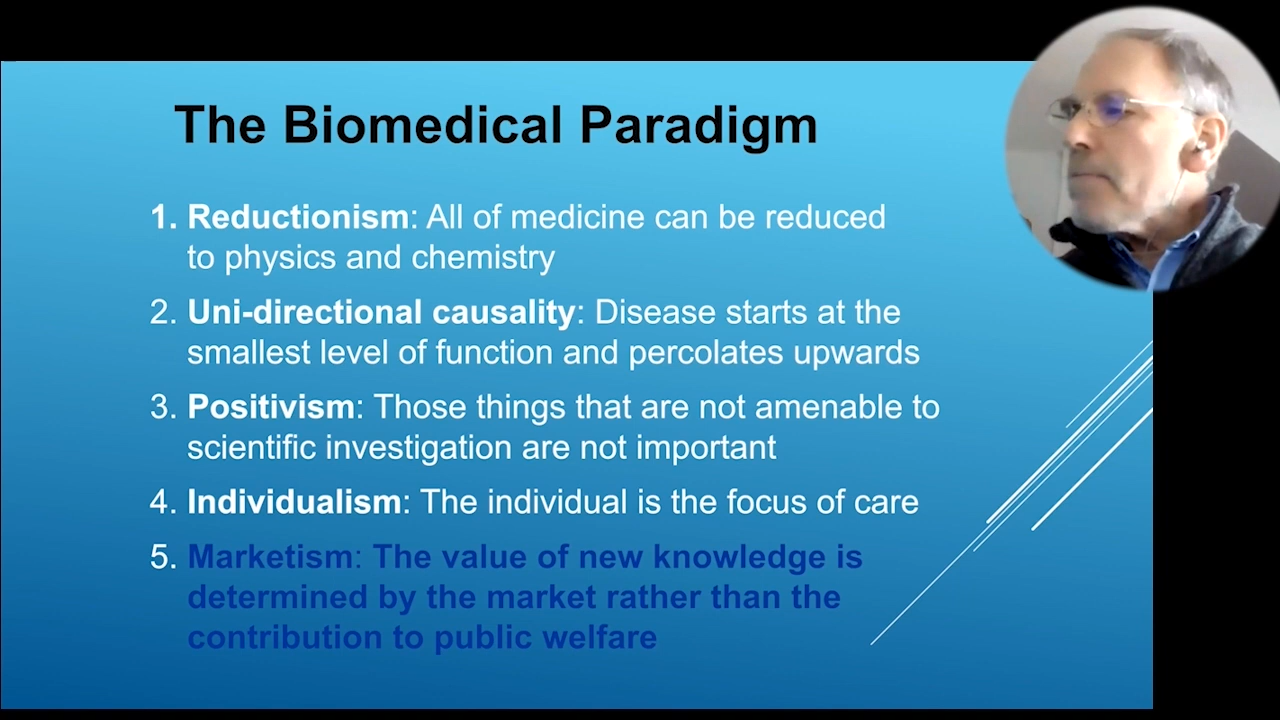 The Biomedical Paradigm
1. Reductionism: All of medicine can be reduced
to physics and chemistry
2. Uni-directional causality: Disease starts at the
smallest level of function and percolates upwards
3. Positivism: Those things that are not amenable to
scientific investigation are not important
4. Individualism: The individual is the focus of care
5. Marketism: The value of new knowledge is
determined by the market rather than the
contribution to public welfare